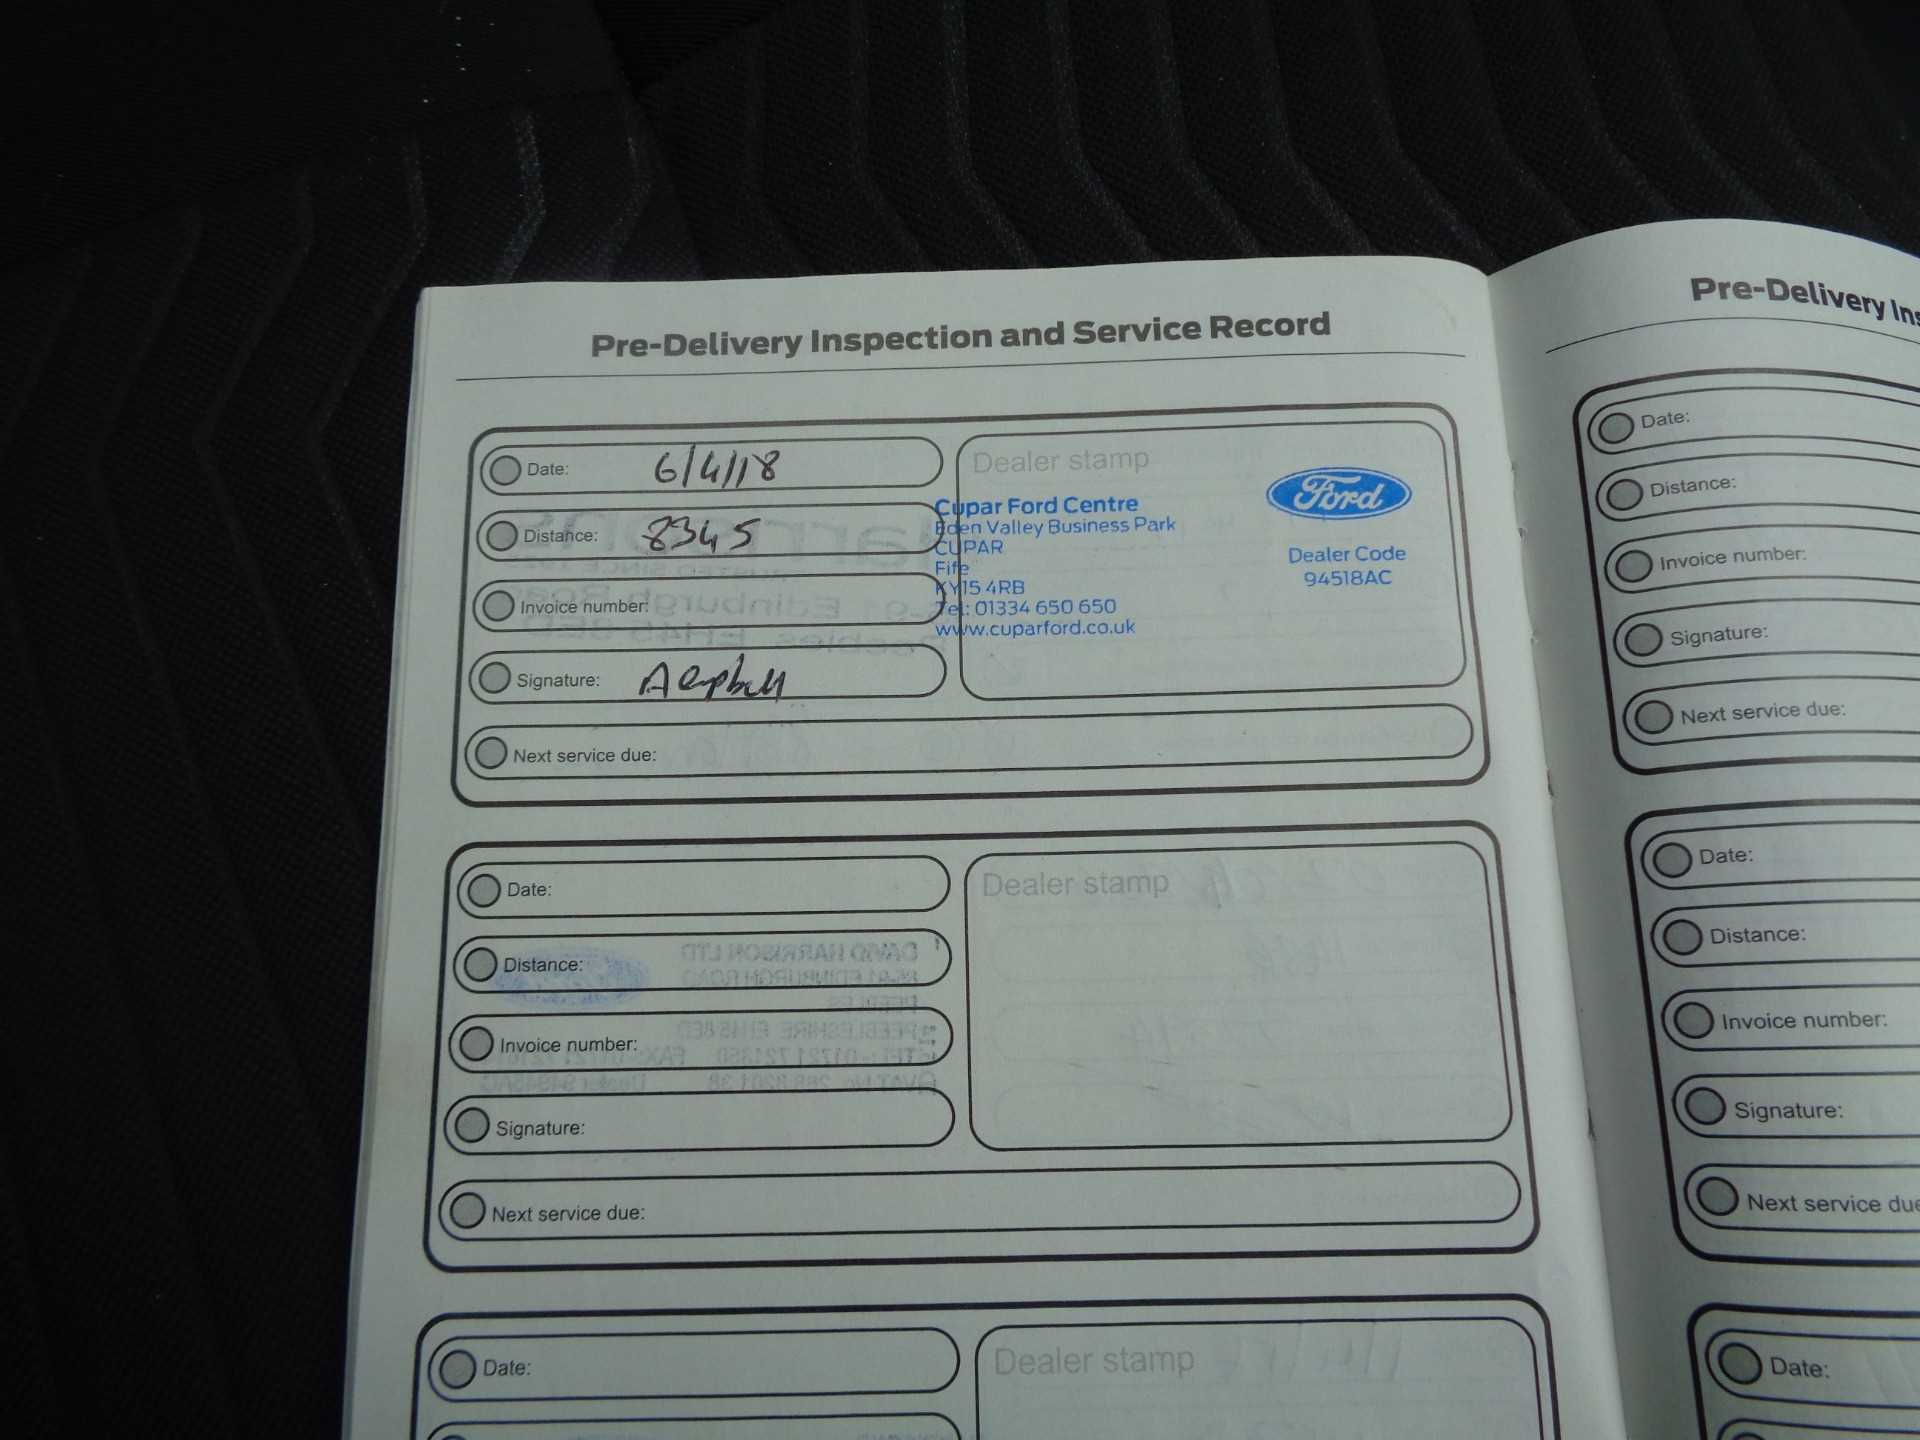 Pre-Delivery Inspection and Service Record
Date: 6/4/18
Distance: 8345
Invoice number:
Signature: A Campbell
Next service due:
Dealer stamp
Cupar Ford Centre
Eden Valley Business Park
CUPAR
Fife
KY15 4RB
Tel: 01334 650 650
www.cuparford.co.uk
Ford
Dealer Code
94518AC
Date:
Distance:
Invoice number:
Signature:
Next service due:
Dealer stamp
Date:
Dealer stamp
Pre-Delivery Ins
Date:
Distance:
Invoice number:
Signature:
Next service due:
Date:
Distance:
Invoice number:
Signature:
Next service due
Date: